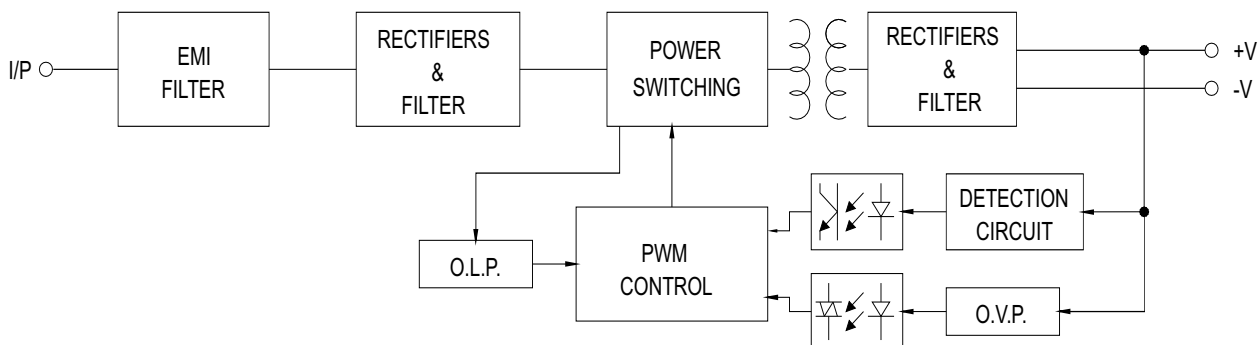 I/P
EMI
FILTER
RECTIFIERS
&
FILTER
POWER
SWITCHING
RECTIFIERS
&
FILTER
+V
-V
O.L.P.
PWM
CONTROL
DETECTION
CIRCUIT
O.V.P.